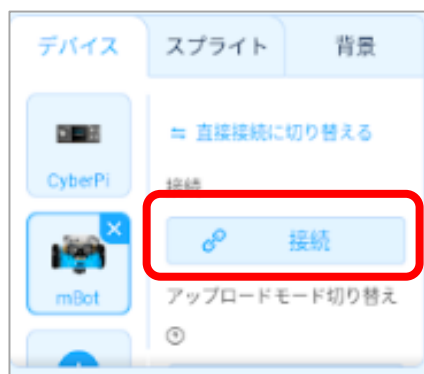 デバイス スプライト 背景
直接接続に切り替える
CyberPi
接続
接続
mBot
アップロードモード切り替え